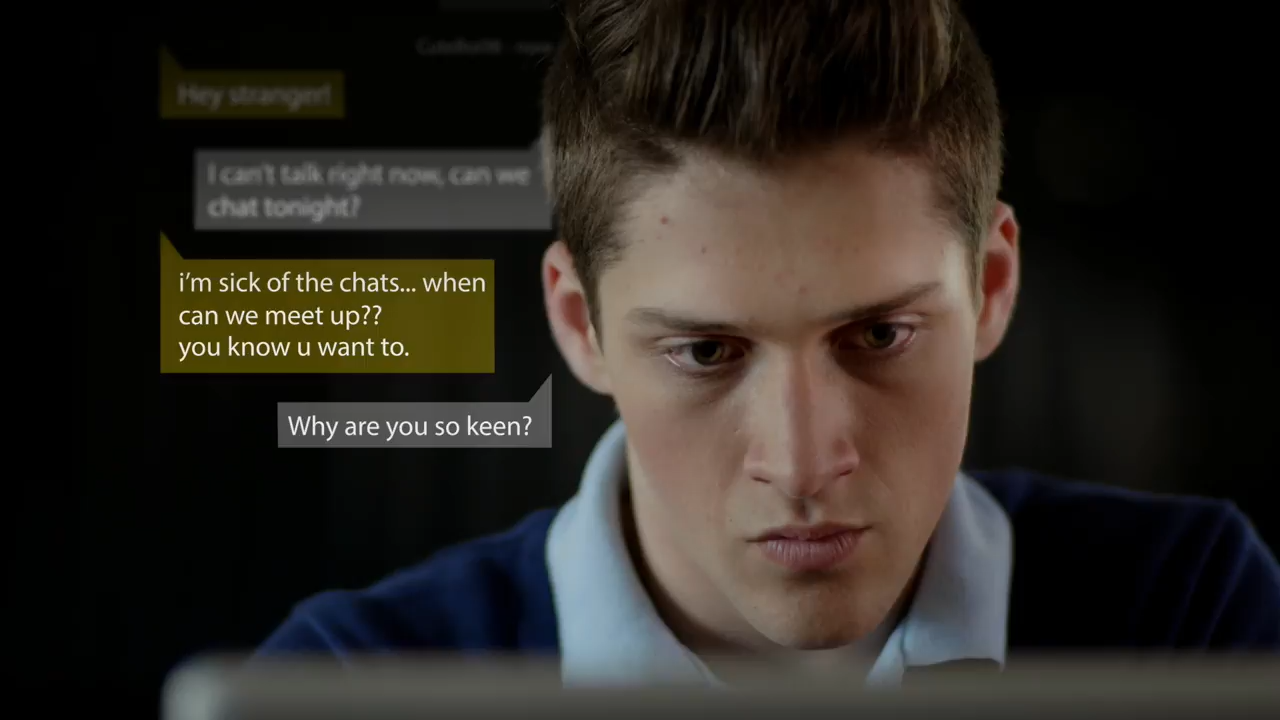 Hey stranger!
I can't talk right now, can we
chat tonight?
i'm sick of the chats... when
can we meet up??
you know u want to.
Why are you so keen?